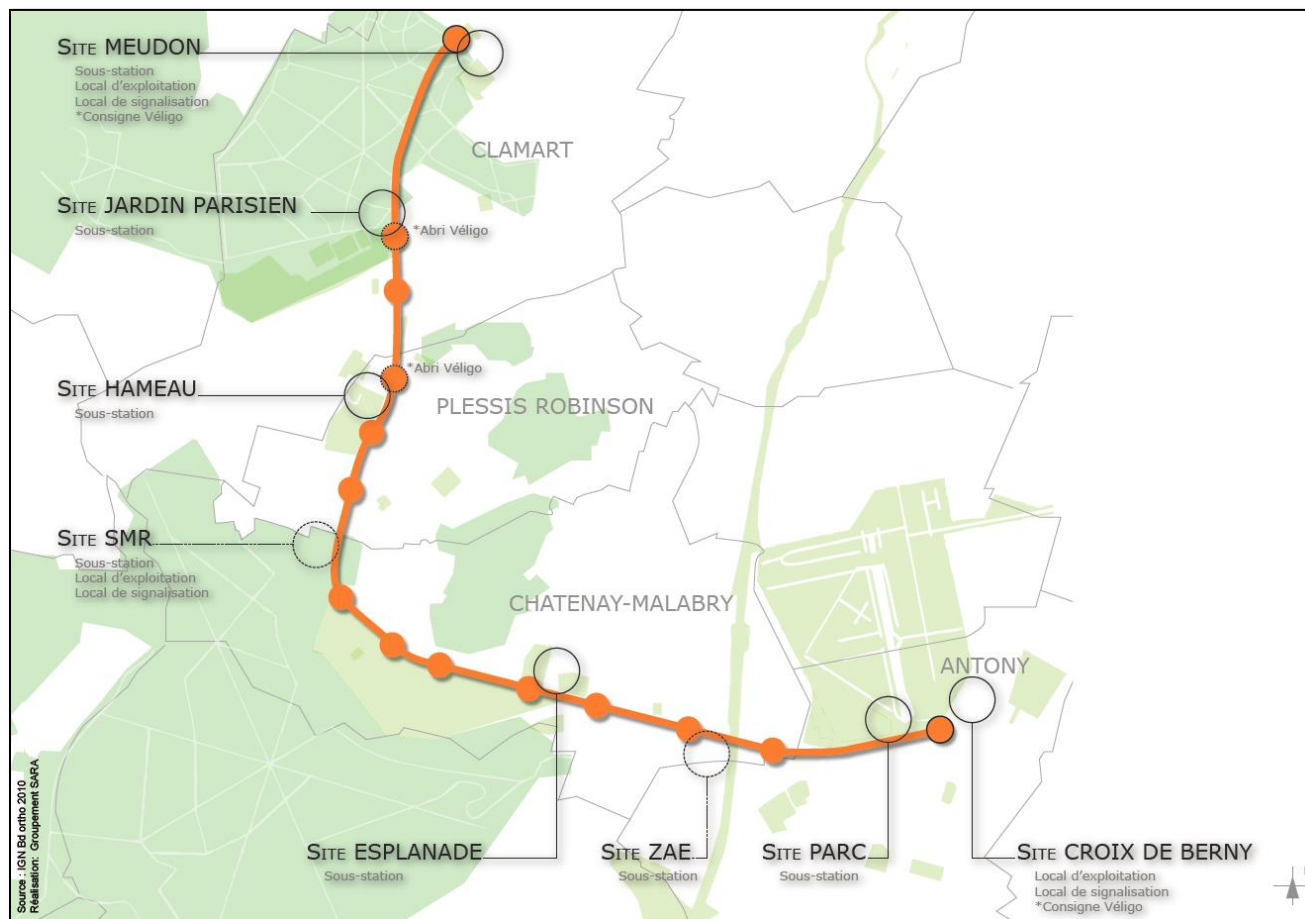 SITE MEUDON
Sous-station
Local d'exploitation
Local de signalisation
*Consigne Véligo
CLAMART
SITE JARDIN PARISIEN
Sous-station
*Abri Véligo
*Abri Véligo
SITE HAMEAU
Sous-station
PLESSIS ROBINSON
SITE SMR
Sous-station
Local d'exploitation
Local de signalisation
CHATENAY-MALABRY
ANTONY
SITE ESPLANADE
Sous-station
SITE ZAE
Sous-station
SITE PARC
Sous-station
SITE CROIX DE BERNY
Local d'exploitation
Local de signalisation
*Consigne Véligo
Source : IGN Bd ortho 2010
Réalisation: Groupement SARA